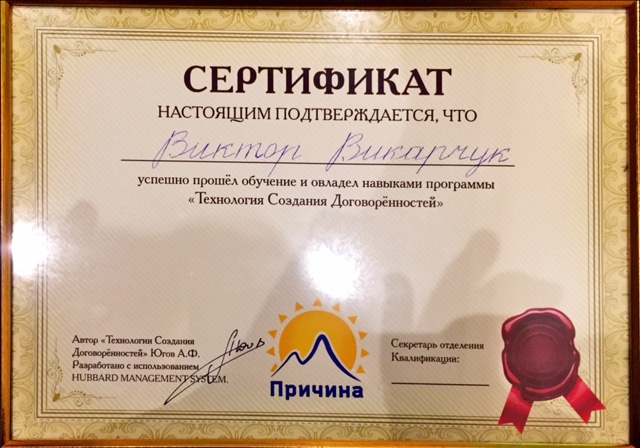 СЕРТИФИКАТ
НАСТОЯЩИМ ПОДТВЕРЖДАЕТСЯ, ЧТО
Виктор Викарчук
успешно прошёл обучение и овладел навыками программы
«Технология Создания Договорённостей»
Автор «Технологии Создания
Договорённостей» Югов А.Ф.
Разработано с использованием
HUBBARD MANAGEMENT SYSTEM.
Причина
Секретарь отделения
Квалификации: